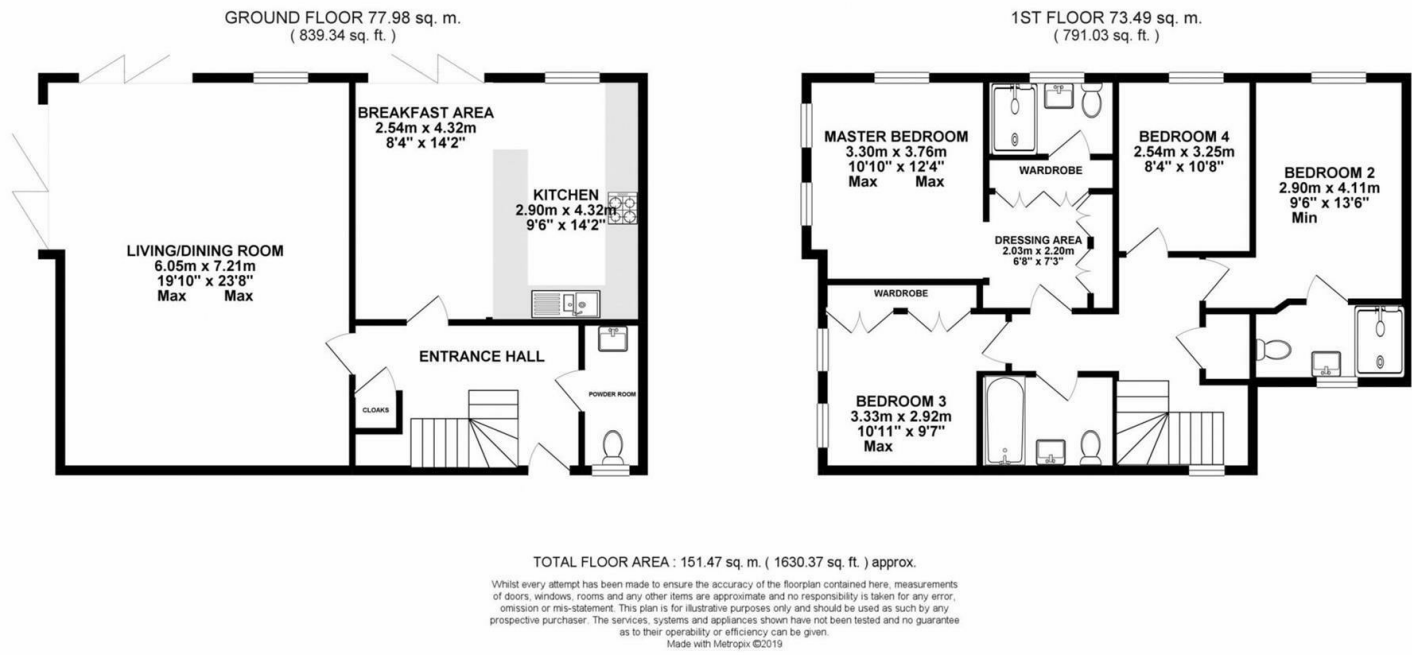 GROUND FLOOR 77.98 sq. m.
( 839.34 sq. ft. )
BREAKFAST AREA
2.54m x 4.32m
8'4" x 14'2"
KITCHEN
2.90m x 4.32m
9'6" x 14'2"
LIVING/DINING ROOM
6.05m x 7.21m
19'10" x 23'8"
Max Max
ENTRANCE HALL
CLOAKS
POWDER ROOM
1ST FLOOR 73.49 sq. m.
( 791.03 sq. ft. )
MASTER BEDROOM
3.30m x 3.76m
10'10" x 12'4"
Max Max
WARDROBE
DRESSING AREA
2.03m x 2.20m
6'8" x 7'3"
BEDROOM 4
2.54m x 3.25m
8'4" x 10'8"
BEDROOM 2
2.90m x 4.11m
9'6" x 13'6"
Min
WARDROBE
BEDROOM 3
3.33m x 2.92m
10'11" x 9'7"
Max
TOTAL FLOOR AREA : 151.47 sq. m. ( 1630.37 sq. ft. ) approx.
Whilst every attempt has been made to ensure the accuracy of the floorplan contained here, measurements
of doors, windows, rooms and any other items are approximate and no responsibility is taken for any error,
omission or mis-statement. This plan is for illustrative purposes only and should be used as such by any
prospective purchaser. The services, systems and appliances shown have not been tested and no guarantee
as to their operability or efficiency can be given.
Made with Metropix ©2019